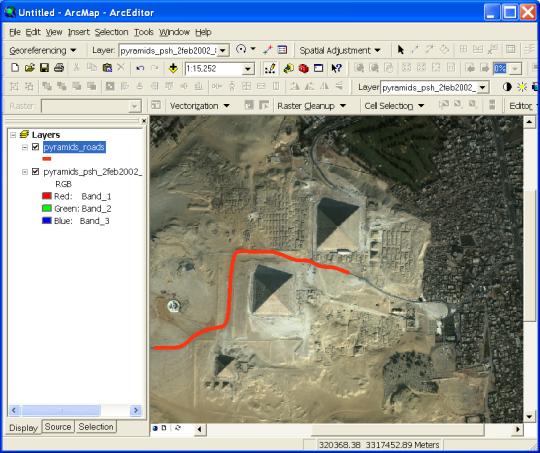 Untitled - ArcMap - ArcEditor
File Edit View Insert Selection Tools Window Help
Georeferencing Layer: pyramids_psh_2feb2002_ Spatial Adjustment
1:15,252 0%
Layer pyramids_psh_2feb2002_
Raster: Vectorization Raster Cleanup Cell Selection Editor
Layers
pyramids_roads
pyramids_psh_2feb2002_
RGB
Red: Band_1
Green: Band_2
Blue: Band_3
Display Source Selection
320368.38 3317452.89 Meters